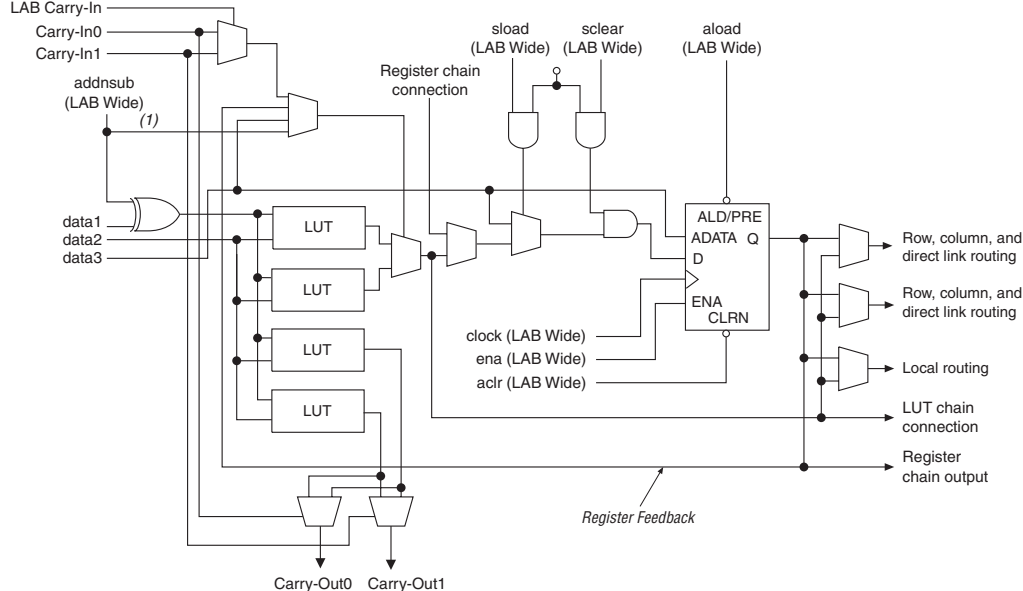 LAB Carry-In
Carry-In0
Carry-In1
addnsub
(LAB Wide)
(1)
Register chain
connection
sload
(LAB Wide)
sclear
(LAB Wide)
aload
(LAB Wide)
data1
data2
data3
LUT
LUT
LUT
LUT
ALD/PRE
ADATA Q
D
ENA
CLRN
clock (LAB Wide)
ena (LAB Wide)
aclr (LAB Wide)
Row, column, and
direct link routing
Row, column, and
direct link routing
Local routing
LUT chain
connection
Register
chain output
Register Feedback
Carry-Out0
Carry-Out1